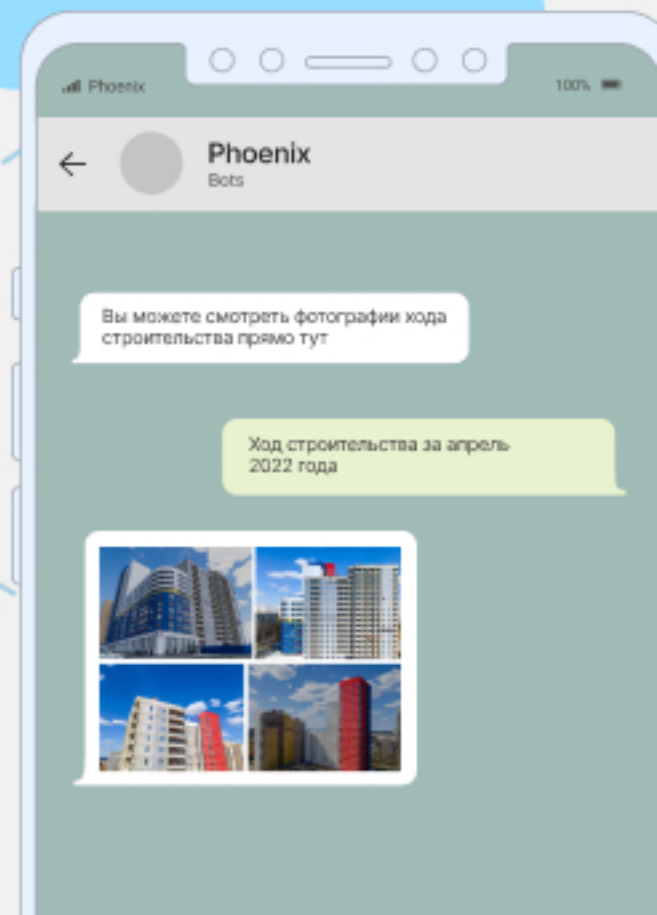 Phoenix
100%
Phoenix
Bots
Вы можете смотреть фотографии хода
строительства прямо тут
Ход строительства за апрель
2022 года